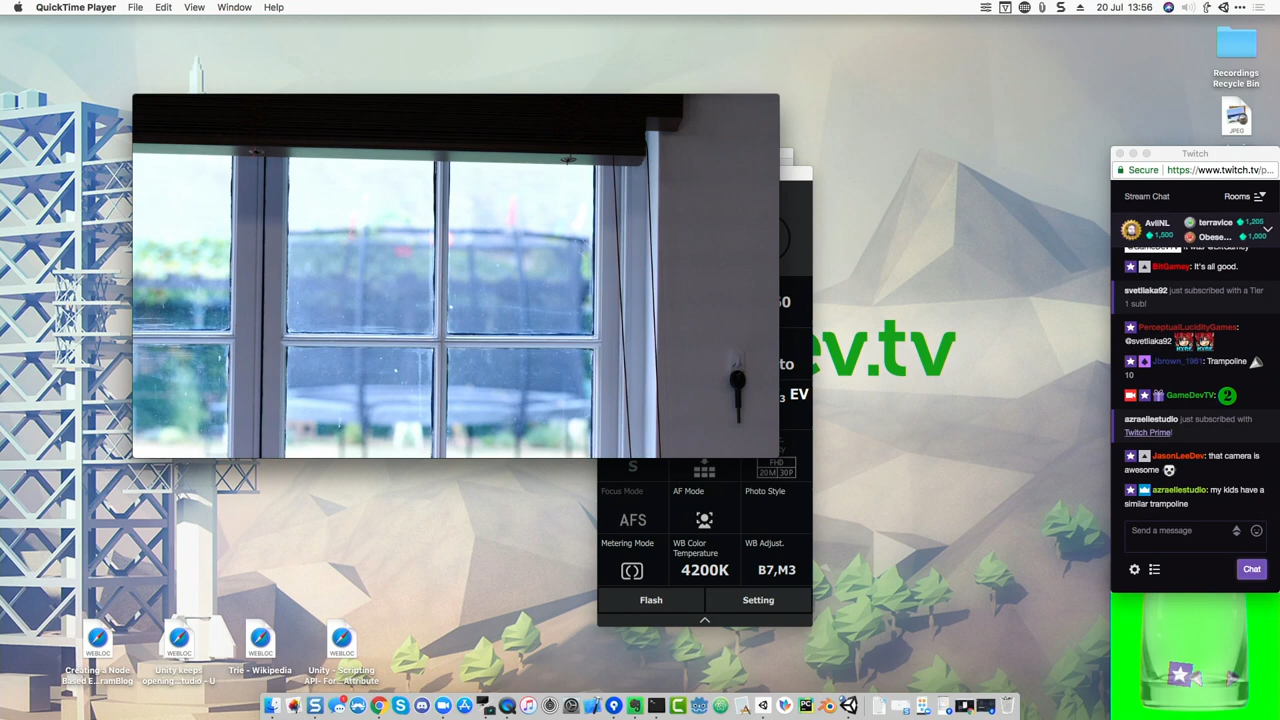 QuickTime Player File Edit View Window Help
20 Jul 13:56
Recordings
Recycle Bin
JPEG
Twitch
Secure https://www.twitch.tv/p...
Stream Chat Rooms
AvliNL terravice 1,205
1,500 Obese... 1,000
BitGamey: It's all good.
svetliaka92 just subscribed with a Tier
1 sub!
PerceptualLucidityGames:
@svetliaka92
Jbrown_1981: Trampoline
10
GameDevTV: 2
azraellestudio just subscribed with
Twitch Prime!
JasonLeeDev: that camera is
awesome
azraellestudio: my kids have a
similar trampoline
Send a message
Chat
ev.tv
to
EV
S
FHD
20M 30P
Focus Mode AF Mode Photo Style
AFS
Metering Mode WB Color
Temperature WB Adjust.
4200K B7,M3
Flash Setting
WEBLOC WEBLOC WEBLOC
Creating a Node
Based E...ramBlog
Unity keeps
opening...tudio - U
Trie - Wikipedia
Unity - Scripting
API- For... Attribute